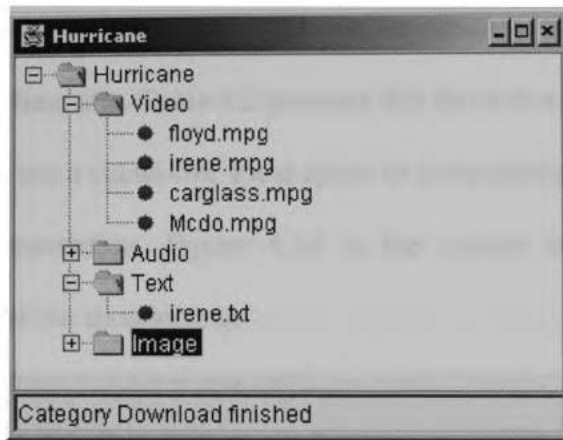 Hurricane
Hurricane
Video
floyd.mpg
irene.mpg
carglass.mpg
Mcdo.mpg
Audio
Text
irene.txt
Image
Category Download finished